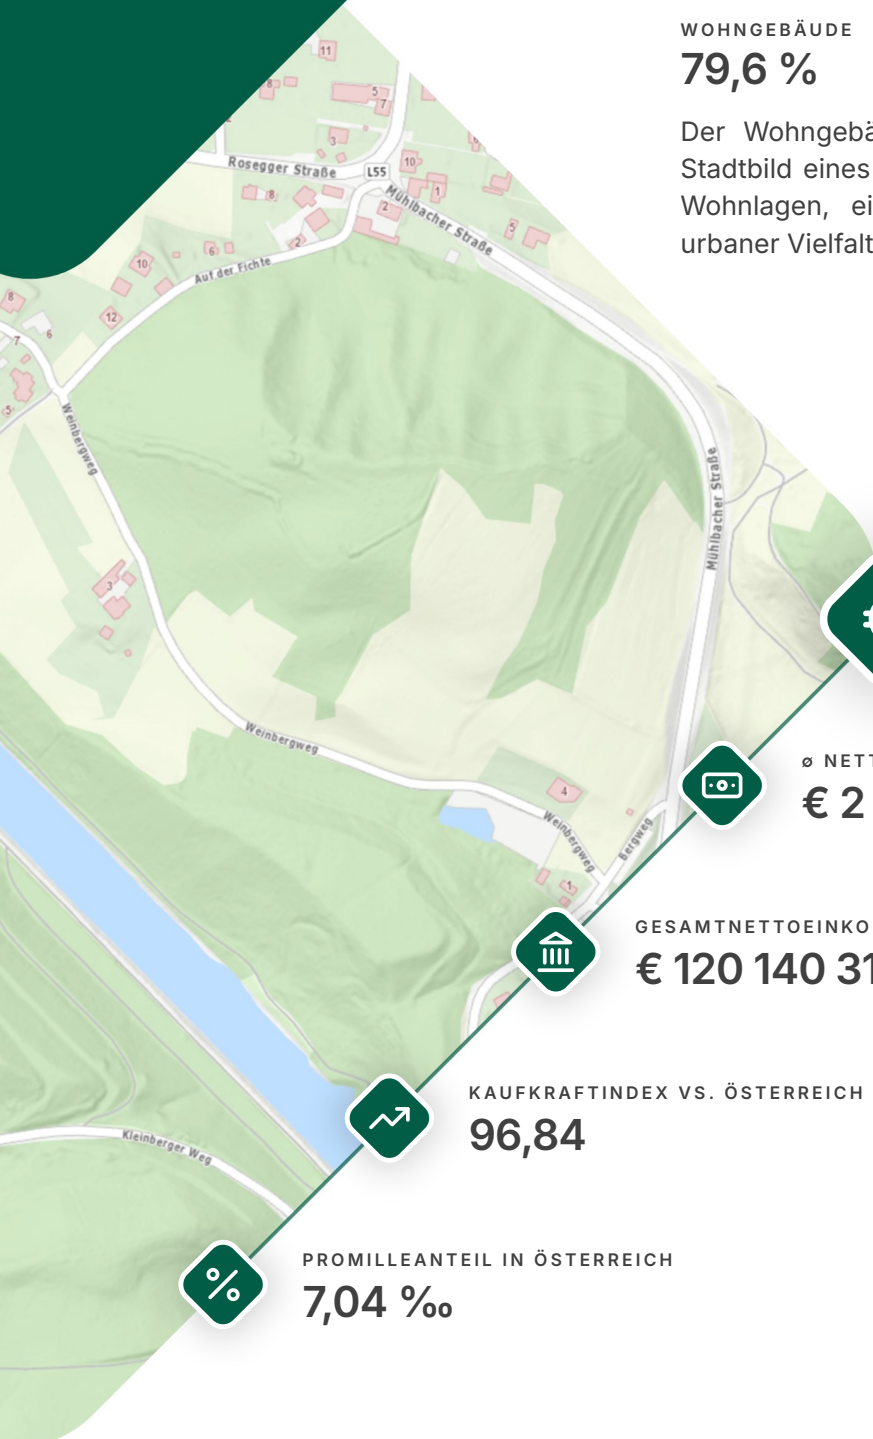 WOHNGEBÄUDE
79,6 %
Der Wohngebä
Stadtbild eines
Wohnlagen, ei
urbaner Vielfalt
11
8
5
7
3
Rosegger Straße
L55
10
1
8
2
Mühlbacher Straße
5
2
6
10
Auf der Fichte
8
12
7
6
5
Weinbergweg
Mühlbacher Straße
3
Weinbergweg
4
Weinbergweg
Bergweg
1
ø NETT
€ 2
GESAMTNETTOEINKO
€ 120 140 31
KAUFKRAFTINDEX VS. ÖSTERREICH
96,84
Kleinberger Weg
PROMILLEANTEIL IN ÖSTERREICH
7,04 ‰